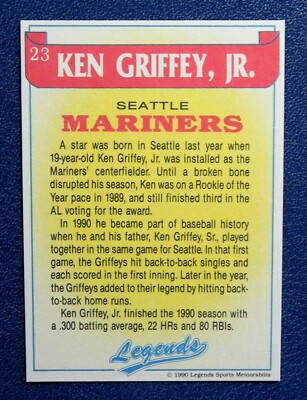 23
KEN GRIFFEY, JR.
SEATTLE
MARINERS
A star was born in Seattle last year when
19-year-old Ken Griffey, Jr. was installed as the
Mariners' centerfielder. Until a broken bone
disrupted his season, Ken was on a Rookie of the
Year pace in 1989, and still finished third in the
AL voting for the award.
In 1990 he became part of baseball history
when he and his father, Ken Griffey, Sr., played
together in the same game for Seattle. In that first
game, the Griffeys hit back-to-back singles and
each scored in the first inning. Later in the year,
the Griffeys added to their legend by hitting back-
to-back home runs.
Ken Griffey, Jr. finished the 1990 season with
a .300 batting average, 22 HRs and 80 RBIs.
Legends
© 1990 Legends Sports Memorabilia